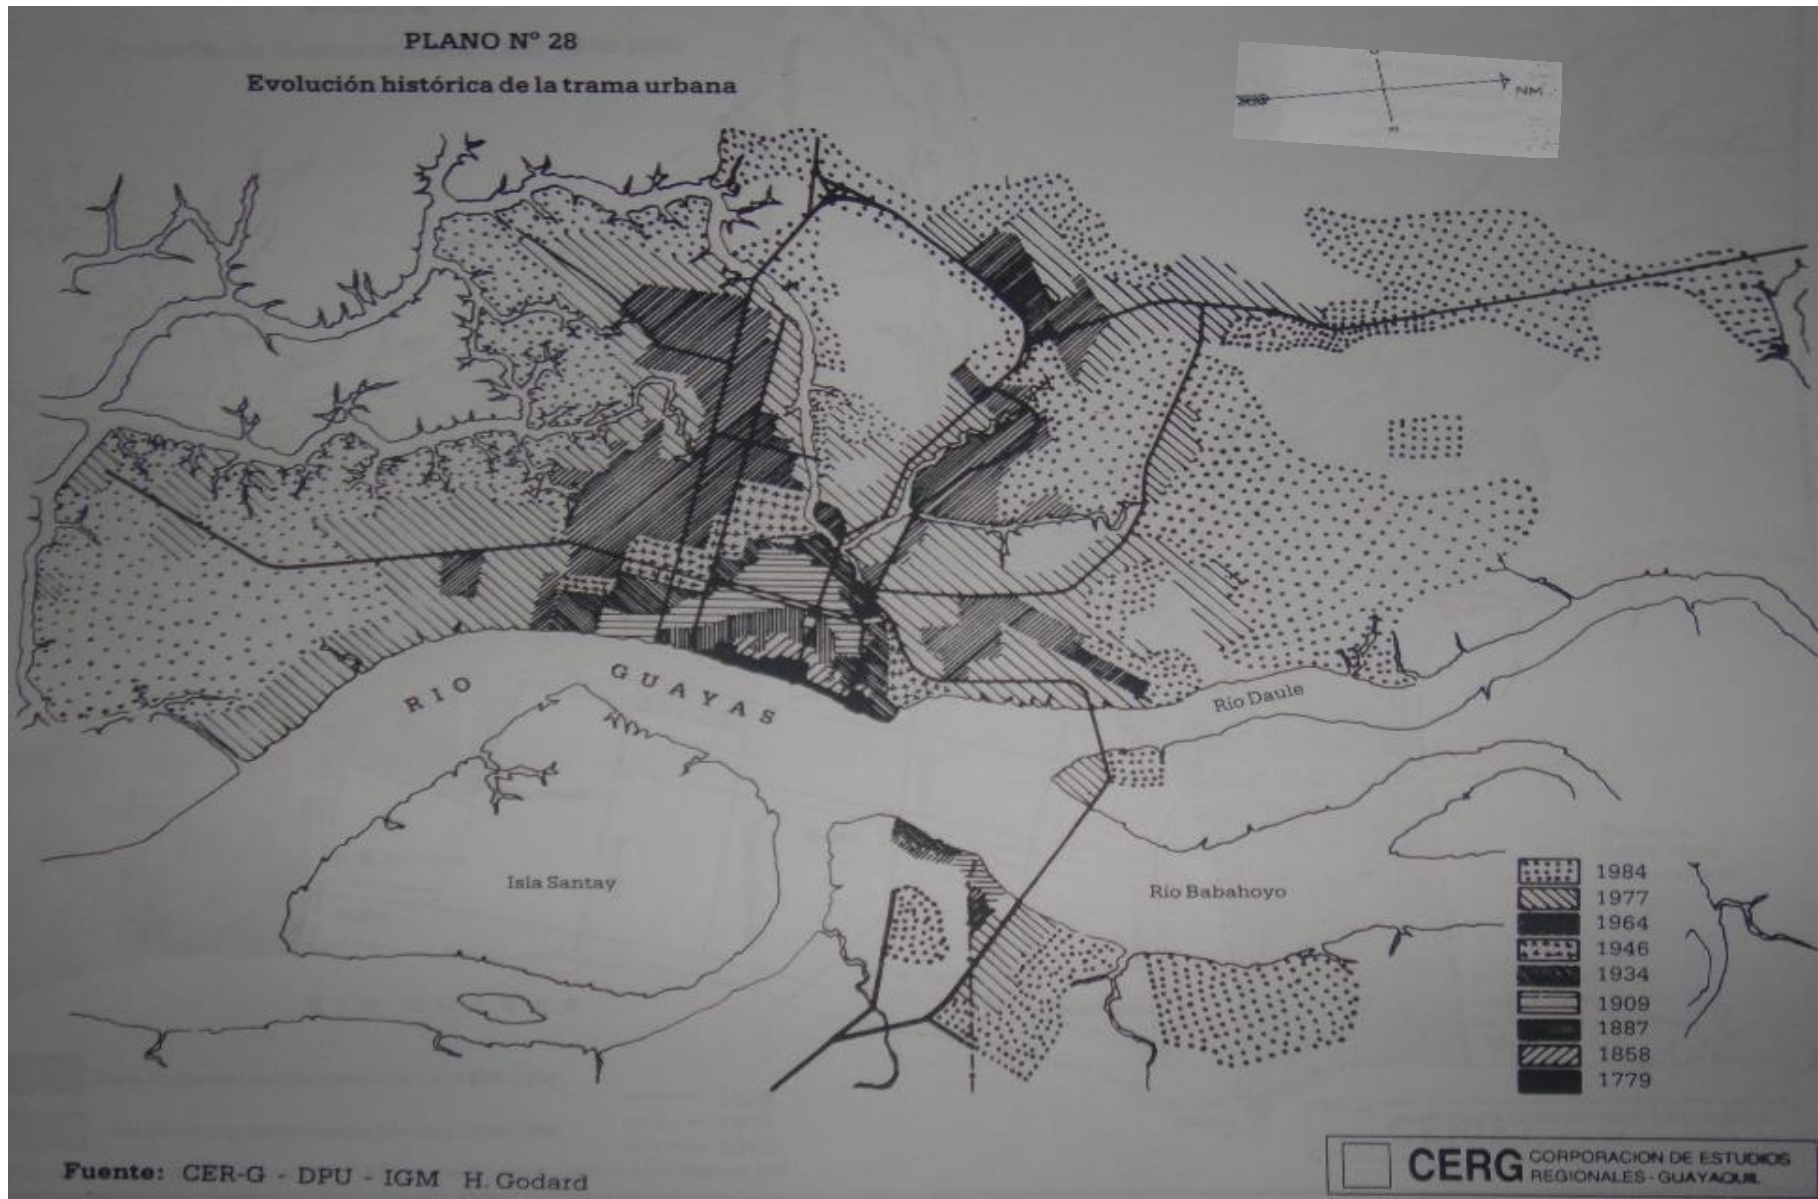 PLANO Nº 28
Evolución histórica de la trama urbana
NM
RIO GUAYAS
Río Daule
Isla Santay
Río Babahoyo
1984
1977
1964
1946
1934
1909
1887
1858
1779
Fuente: CER-G - DPU - IGM H. Godard
CERG CORPORACION DE ESTUDIOS
REGIONALES - GUAYAQUIL